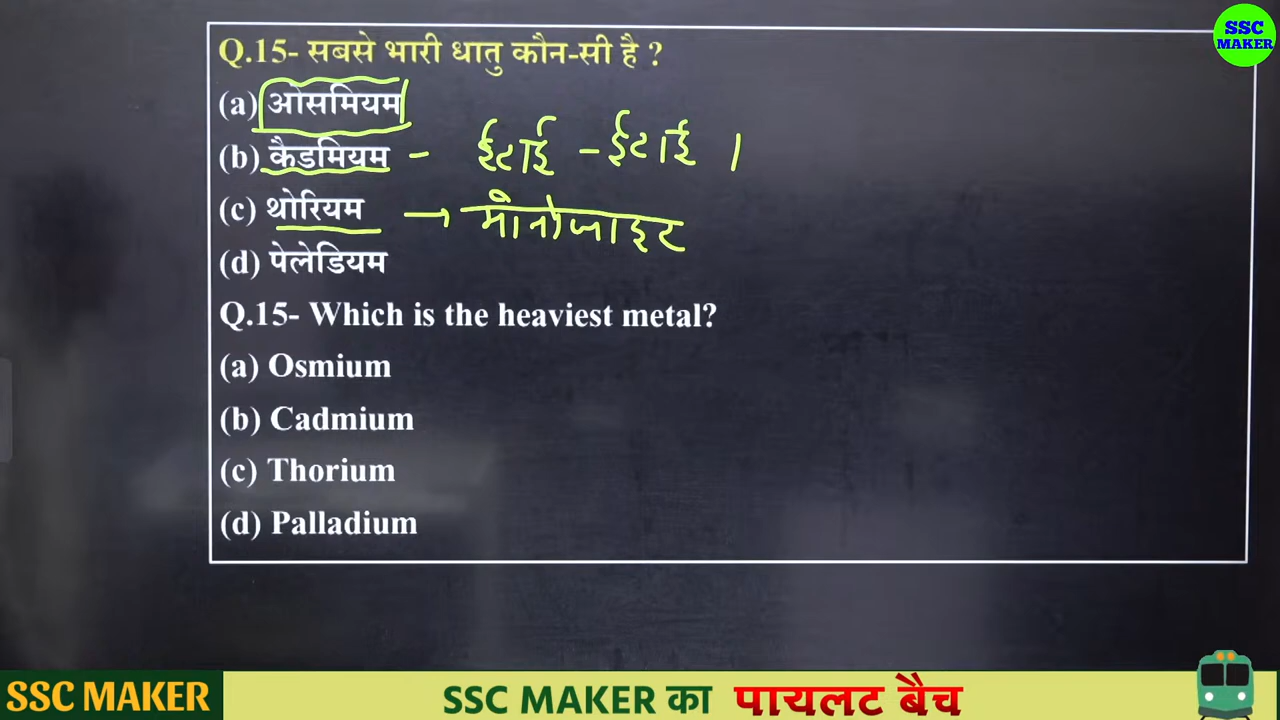 SSC
MAKER
Q.15- सबसे भारी धातु कौन-सी है ?
(a) ओसमियम
(b) कैडमियम - ईटाई - ईटाई ।
(c) थोरियम → मोनोजाइट
(d) पेलेडियम
Q.15- Which is the heaviest metal?
(a) Osmium
(b) Cadmium
(c) Thorium
(d) Palladium
SSC MAKER
SSC MAKER का पायलट बैच